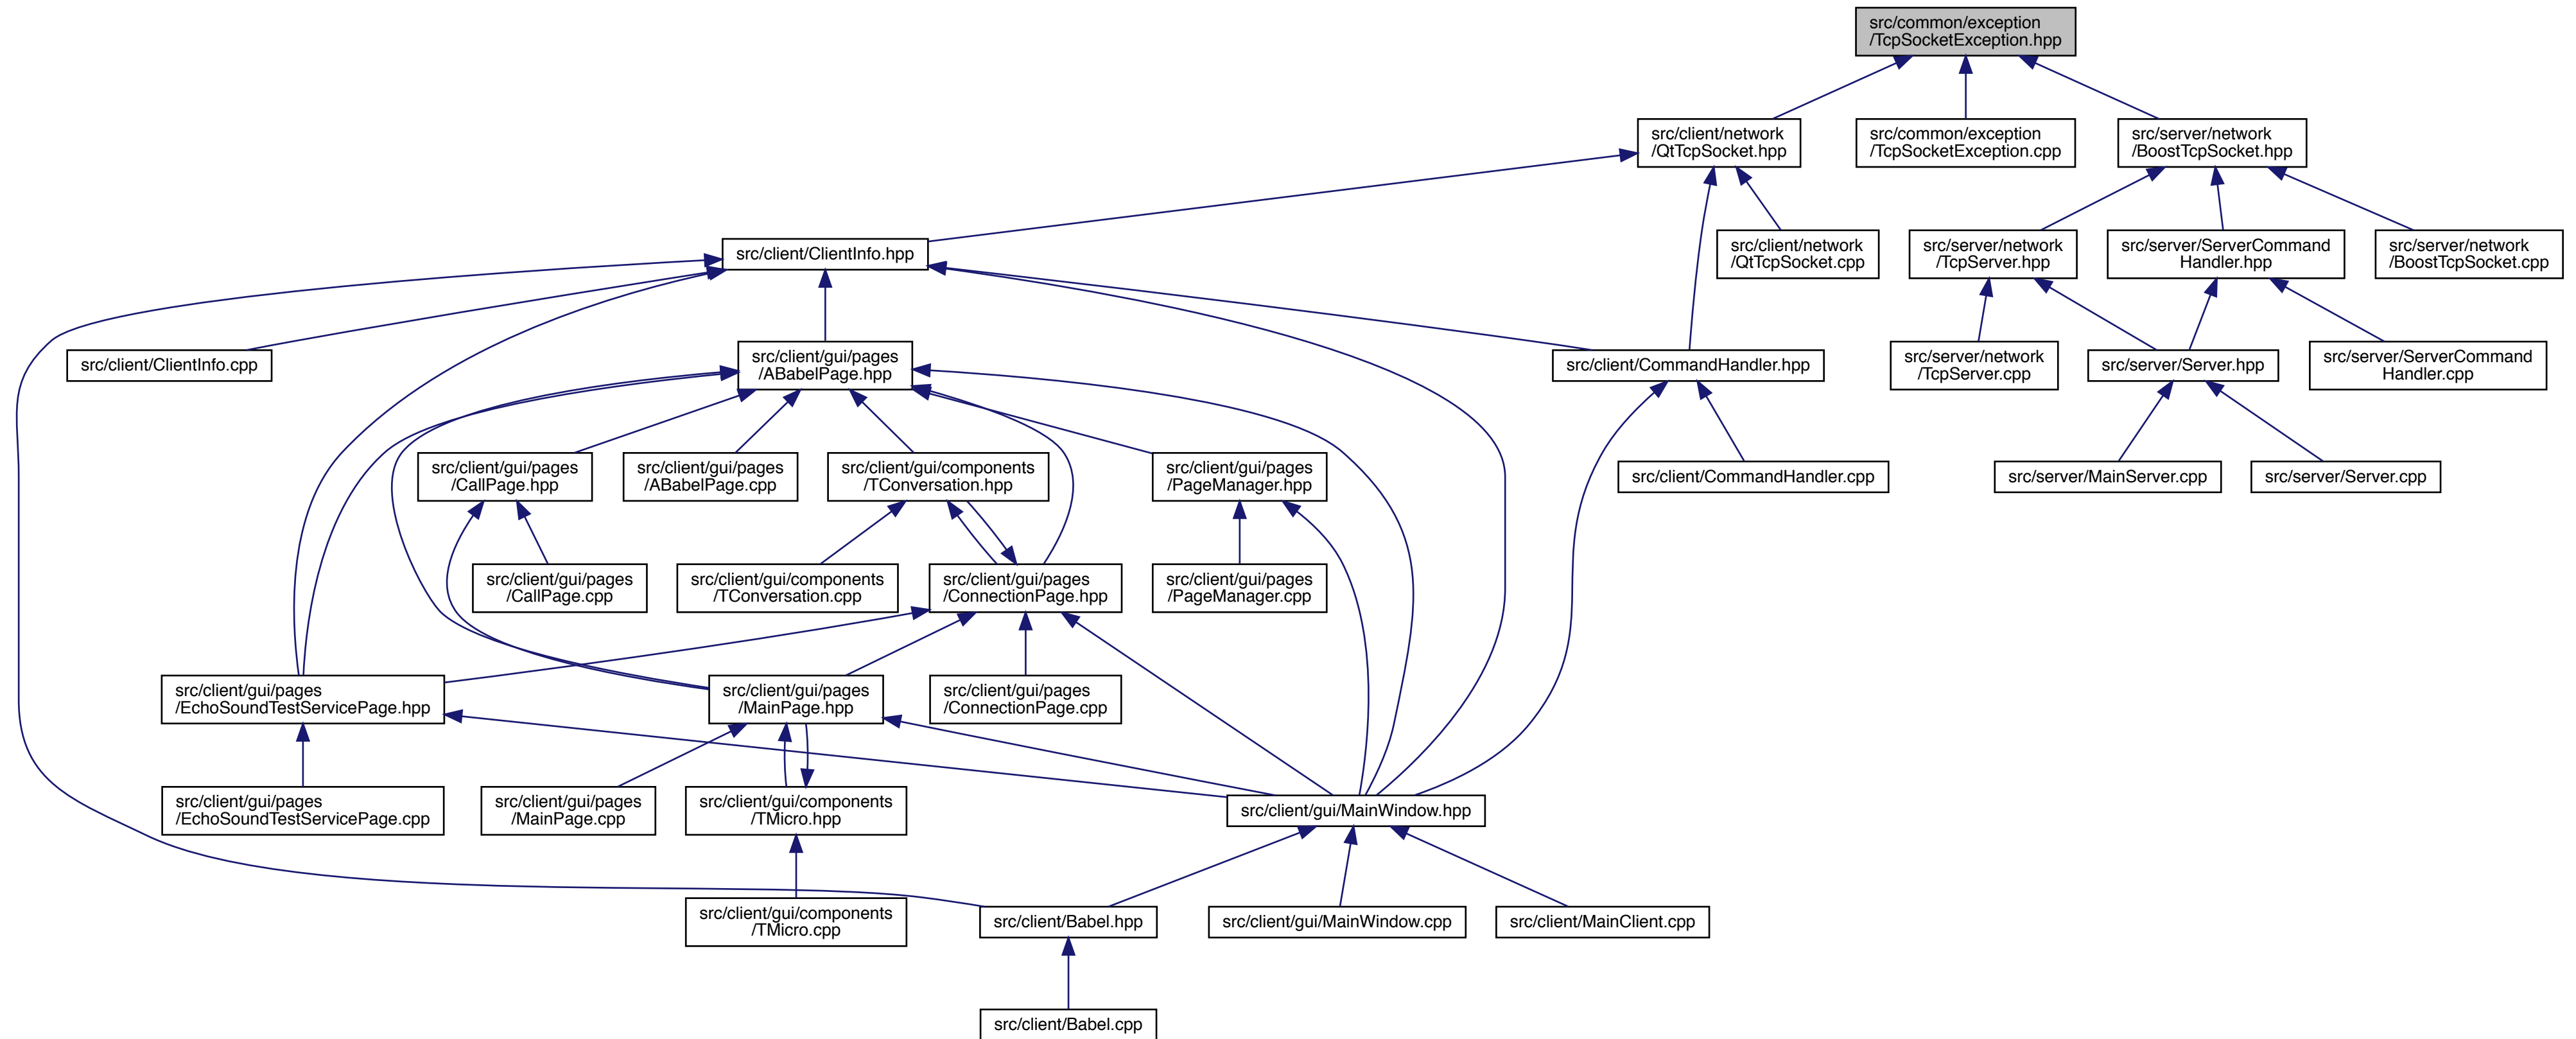 src/common/exception
/TcpSocketException.hpp
src/client/network
/QtTcpSocket.hpp
src/common/exception
/TcpSocketException.cpp
src/server/network
/BoostTcpSocket.hpp
src/client/ClientInfo.hpp
src/client/network
/QtTcpSocket.cpp
src/server/network
/TcpServer.hpp
src/server/ServerCommand
Handler.hpp
src/server/network
/BoostTcpSocket.cpp
src/client/ClientInfo.cpp
src/client/gui/pages
/ABabelPage.hpp
src/client/CommandHandler.hpp
src/server/network
/TcpServer.cpp
src/server/Server.hpp
src/server/ServerCommand
Handler.cpp
src/client/gui/pages
/CallPage.hpp
src/client/gui/pages
/ABabelPage.cpp
src/client/gui/components
/TConversation.hpp
src/client/gui/pages
/PageManager.hpp
src/client/CommandHandler.cpp
src/server/MainServer.cpp
src/server/Server.cpp
src/client/gui/pages
/CallPage.cpp
src/client/gui/components
/TConversation.cpp
src/client/gui/pages
/ConnectionPage.hpp
src/client/gui/pages
/PageManager.cpp
src/client/gui/pages
/EchoSoundTestServicePage.hpp
src/client/gui/pages
/MainPage.hpp
src/client/gui/pages
/ConnectionPage.cpp
src/client/gui/pages
/EchoSoundTestServicePage.cpp
src/client/gui/pages
/MainPage.cpp
src/client/gui/components
/TMicro.hpp
src/client/gui/MainWindow.hpp
src/client/gui/components
/TMicro.cpp
src/client/Babel.hpp
src/client/gui/MainWindow.cpp
src/client/MainClient.cpp
src/client/Babel.cpp